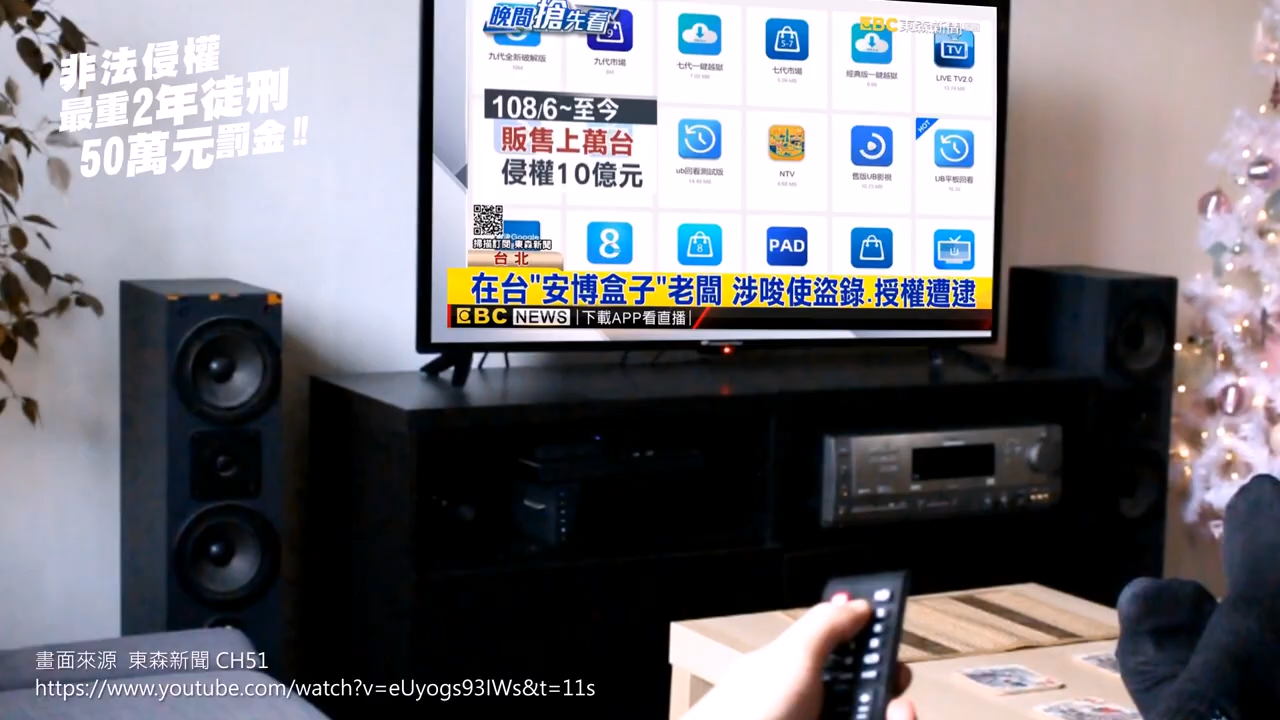 非法侵權
最重2年徒刑
50萬元罰金!!
晚間搶先看
EBC東森新聞
九代全新破解版
九代市場
七代一鍵越獄
七代市場
經典版一鍵越獄
LIVE TV2.0
108/6~至今
販售上萬台
侵權10億元
ub回看測試版
NTV
舊版UB影視
HOT
UB平板回看
Google
掃描訂閱 東森新聞
台北
8
PAD
在台"安博盒子"老闆 涉唆使盜錄.授權遭逮
EBC NEWS 下載APP看直播
畫面來源 東森新聞 CH51
https://www.youtube.com/watch?v=eUyogs93IWs&t=11s